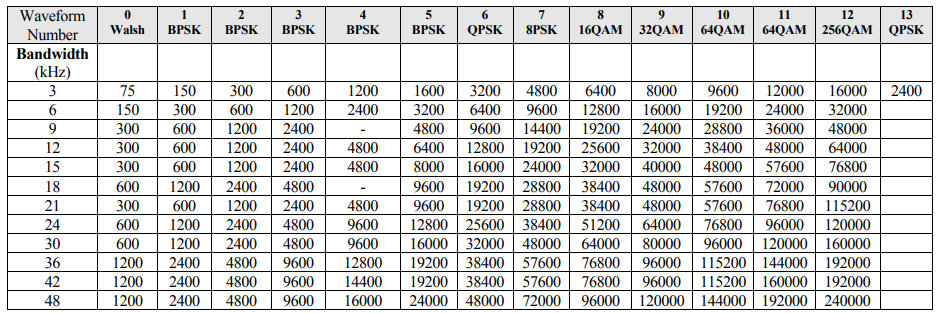 Waveform Number 0 Walsh 1 BPSK 2 BPSK 3 BPSK 4 BPSK 5 BPSK 6 QPSK 7 8PSK 8 16QAM 9 32QAM 10 64QAM 11 64QAM 12 256QAM 13 QPSK
Bandwidth (kHz)
3 75 150 300 600 1200 1600 3200 4800 6400 8000 9600 12000 16000 2400
6 150 300 600 1200 2400 3200 6400 9600 12800 16000 19200 24000 32000
9 300 600 1200 2400 - 4800 9600 14400 19200 24000 28800 36000 48000
12 300 600 1200 2400 4800 6400 12800 19200 25600 32000 38400 48000 64000
15 300 600 1200 2400 4800 8000 16000 24000 32000 40000 48000 57600 76800
18 600 1200 2400 4800 - 9600 19200 28800 38400 48000 57600 72000 90000
21 300 600 1200 2400 4800 9600 19200 28800 38400 48000 57600 76800 115200
24 600 1200 2400 4800 9600 12800 25600 38400 51200 64000 76800 96000 120000
30 600 1200 2400 4800 9600 16000 32000 48000 64000 80000 96000 120000 160000
36 1200 2400 4800 9600 12800 19200 38400 57600 76800 96000 115200 144000 192000
42 1200 2400 4800 9600 14400 19200 38400 57600 76800 96000 115200 160000 192000
48 1200 2400 4800 9600 16000 24000 48000 72000 96000 120000 144000 192000 240000